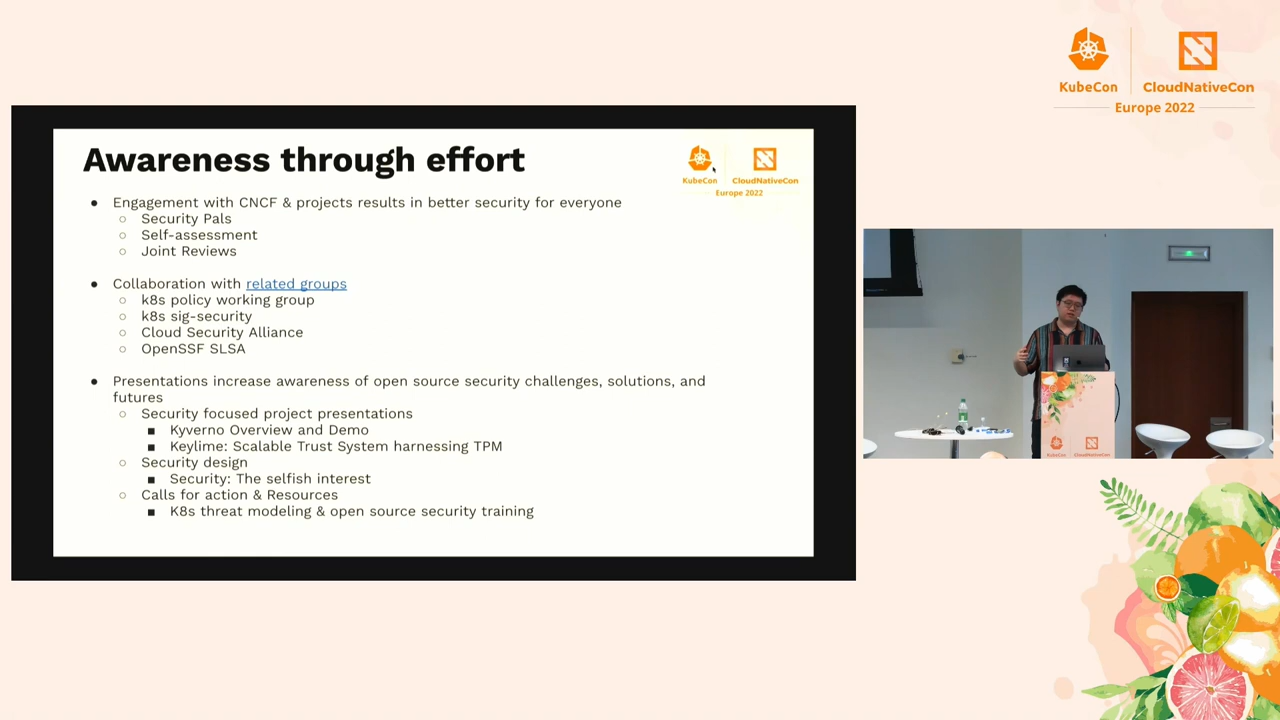 Awareness through effort
KubeCon
CloudNativeCon
Europe 2022
● Engagement with CNCF & projects results in better security for everyone
○ Security Pals
○ Self-assessment
○ Joint Reviews
● Collaboration with related groups
○ k8s policy working group
○ k8s sig-security
○ Cloud Security Alliance
○ OpenSSF SLSA
● Presentations increase awareness of open source security challenges, solutions, and
futures
○ Security focused project presentations
■ Kyverno Overview and Demo
■ Keylime: Scalable Trust System harnessing TPM
○ Security design
■ Security: The selfish interest
○ Calls for action & Resources
■ K8s threat modeling & open source security training
KubeCon
CloudNativeCon
Europe 2022